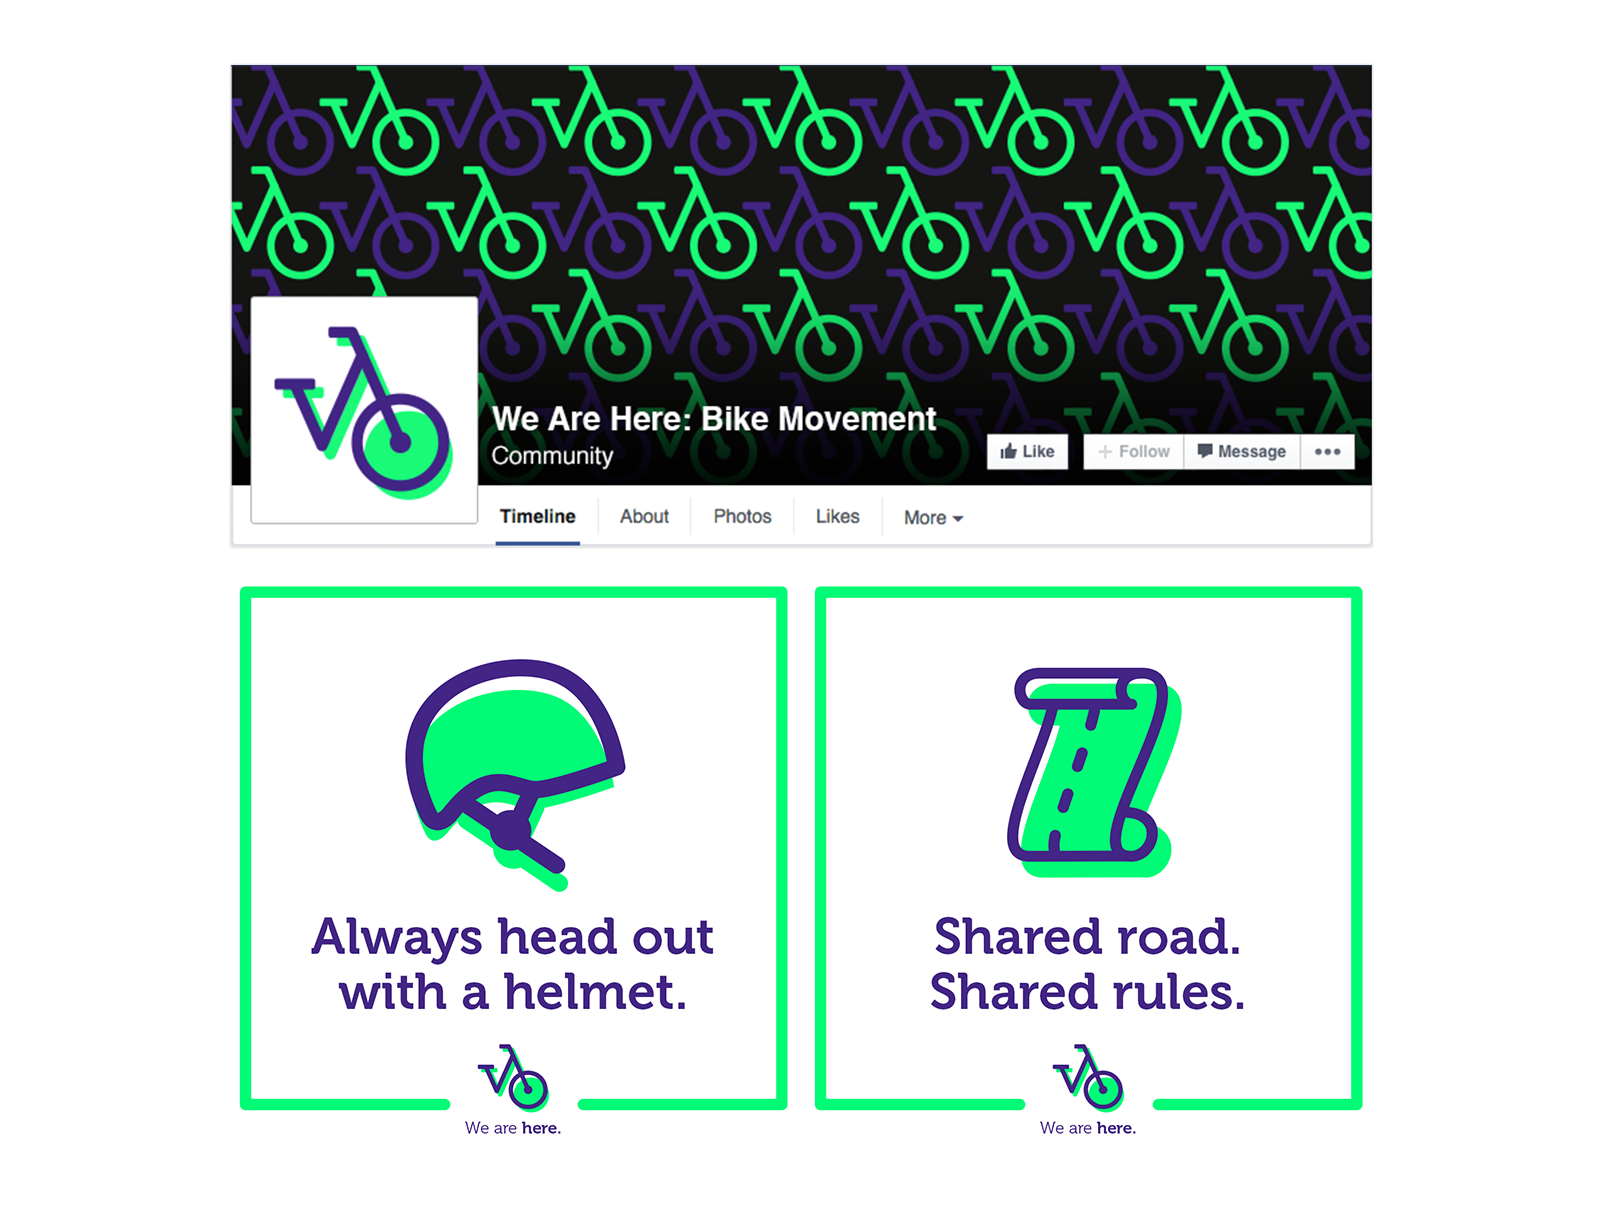 We Are Here: Bike Movement
Community
Like
Follow
Message
Timeline
About
Photos
Likes
More
Always head out
with a helmet.
We are here.
Shared road.
Shared rules.
We are here.